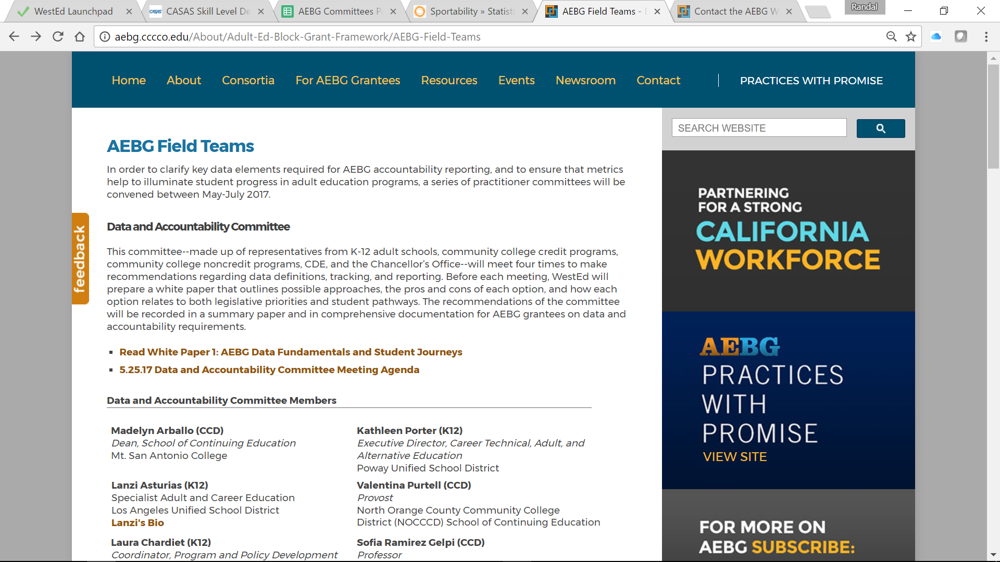 WestEd Launchpad
CASAS Skill Level De
AEBG Committees P
Sportability » Statisti
AEBG Field Teams -
Contact the AEBG W
Randal
aebg.cccco.edu/About/Adult-Ed-Block-Grant-Framework/AEBG-Field-Teams
Home
About
Consortia
For AEBG Grantees
Resources
Events
Newsroom
Contact
PRACTICES WITH PROMISE
SEARCH WEBSITE
AEBG Field Teams
In order to clarify key data elements required for AEBG accountability reporting, and to ensure that metrics
help to illuminate student progress in adult education programs, a series of practitioner committees will be
convened between May-July 2017.
feedback
Data and Accountability Committee
This committee--made up of representatives from K-12 adult schools, community college credit programs,
community college noncredit programs, CDE, and the Chancellor’s Office--will meet four times to make
recommendations regarding data definitions, tracking, and reporting. Before each meeting, WestEd will
prepare a white paper that outlines possible approaches, the pros and cons of each option, and how each
option relates to both legislative priorities and student pathways. The recommendations of the committee
will be recorded in a summary paper and in comprehensive documentation for AEBG grantees on data and
accountability requirements.
Read White Paper 1: AEBG Data Fundamentals and Student Journeys
5.25.17 Data and Accountability Committee Meeting Agenda
Data and Accountability Committee Members
Madelyn Arballo (CCD)
Dean, School of Continuing Education
Mt. San Antonio College
Kathleen Porter (K12)
Executive Director, Career Technical, Adult, and
Alternative Education
Poway Unified School District
Lanzi Asturias (K12)
Specialist Adult and Career Education
Los Angeles Unified School District
Lanzi's Bio
Valentina Purtell (CCD)
Provost
North Orange County Community College
District (NOCCCD) School of Continuing Education
Laura Chardiet (K12)
Coordinator, Program and Policy Development
Sofia Ramirez Gelpi (CCD)
Professor
PARTNERING
FOR A STRONG
CALIFORNIA
WORKFORCE
AEBG
PRACTICES
WITH
PROMISE
VIEW SITE
FOR MORE ON
AEBG SUBSCRIBE: